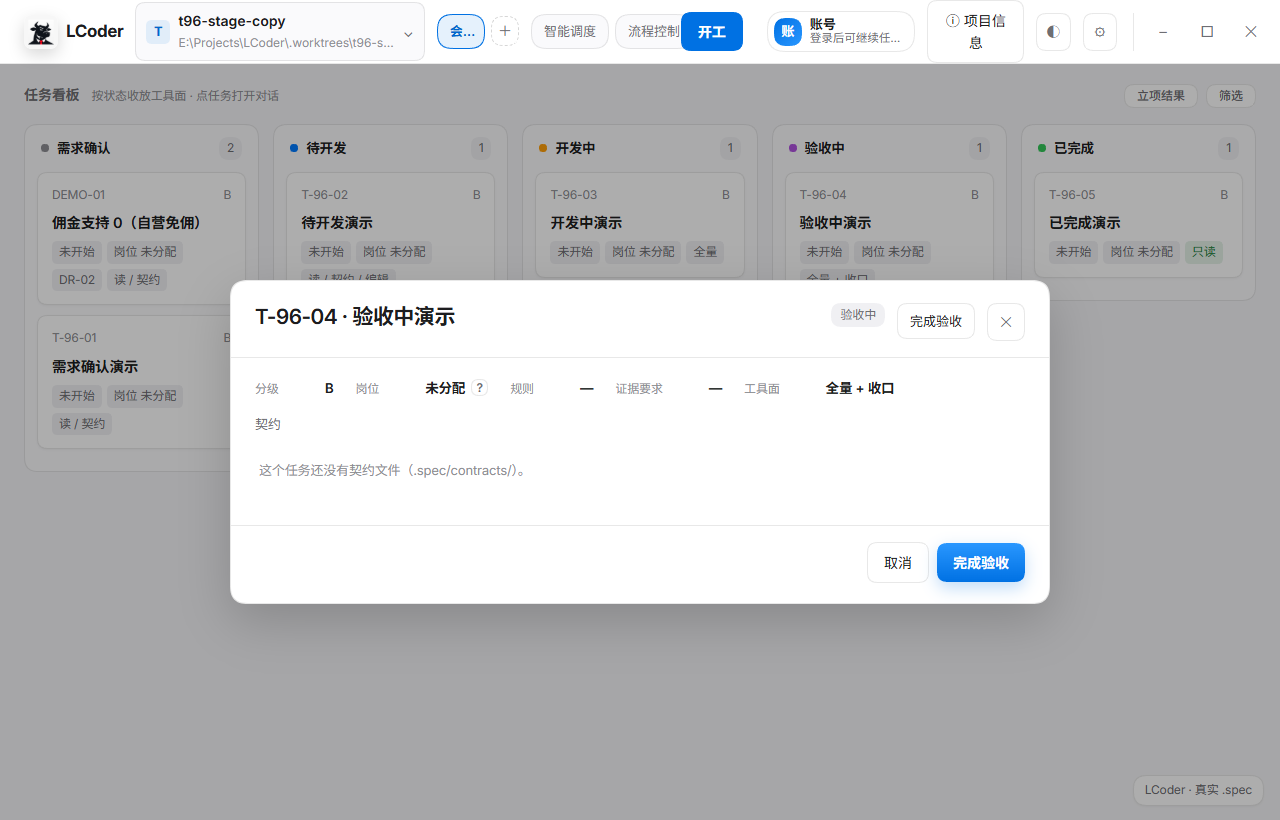 LCoder
T
t96-stage-copy
E:\Projects\LCoder\.worktrees\t96-s...
会...
+
智能调度
流程控制
开工
账
账号
登录后可继续任...
项目信息
任务看板
按状态收放工具面 · 点任务打开对话
立项结果
筛选
需求确认
2
DEMO-01
B
佣金支持 0（自营免佣）
未开始
岗位 未分配
DR-02
读 / 契约
T-96-01
B
需求确认演示
未开始
岗位 未分配
读 / 契约
待开发
1
T-96-02
B
待开发演示
未开始
岗位 未分配
读 / 契约 / 编辑
开发中
1
T-96-03
B
开发中演示
未开始
岗位 未分配
全量
验收中
1
T-96-04
B
验收中演示
未开始
岗位 未分配
全量 + 收口
已完成
1
T-96-05
B
已完成演示
未开始
岗位 未分配
只读
T-96-04 · 验收中演示
验收中
完成验收
分级
B
岗位
未分配
?
规则
—
证据要求
—
工具面
全量 + 收口
契约
这个任务还没有契约文件（.spec/contracts/）。
取消
完成验收
LCoder · 真实 .spec